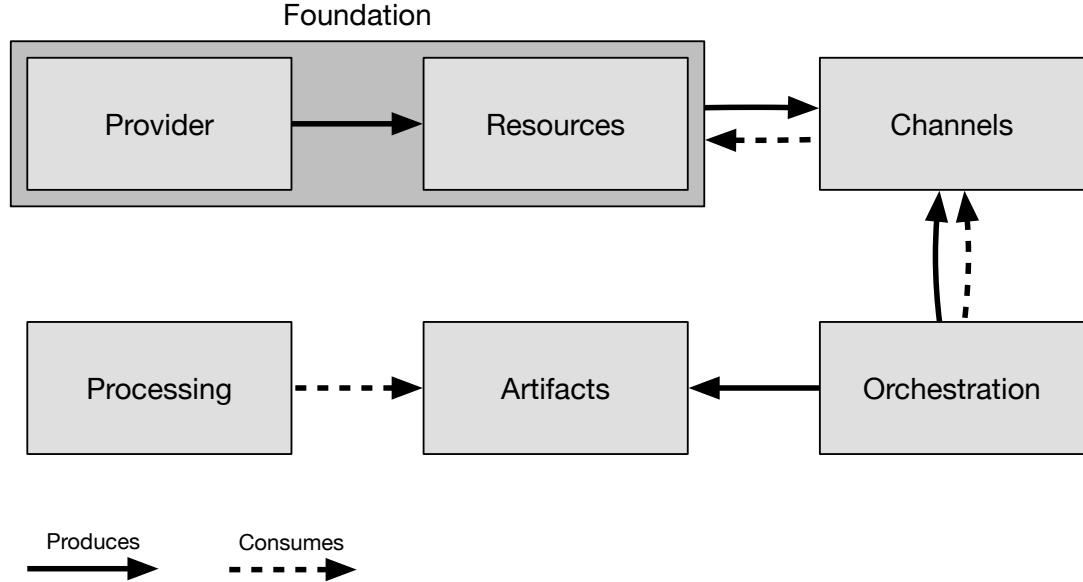 Foundation
Provider
Resources
Channels
Processing
Artifacts
Orchestration
Produces
Consumes